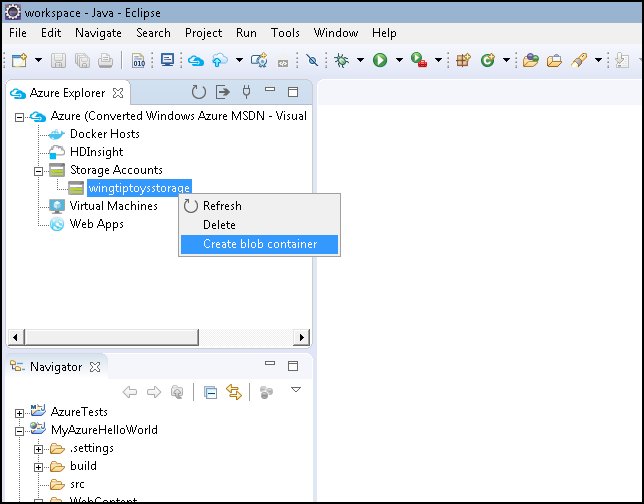 workspace - Java - Eclipse
File Edit Navigate Search Project Run Tools Window Help
010
Azure Explorer
Azure (Converted Windows Azure MSDN - Visual
Docker Hosts
HDInsight
Storage Accounts
wingtiptoysstorage
Virtual Machines
Web Apps
Refresh
Delete
Create blob container
Navigator
AzureTests
MyAzureHelloWorld
.settings
build
src
WebContent